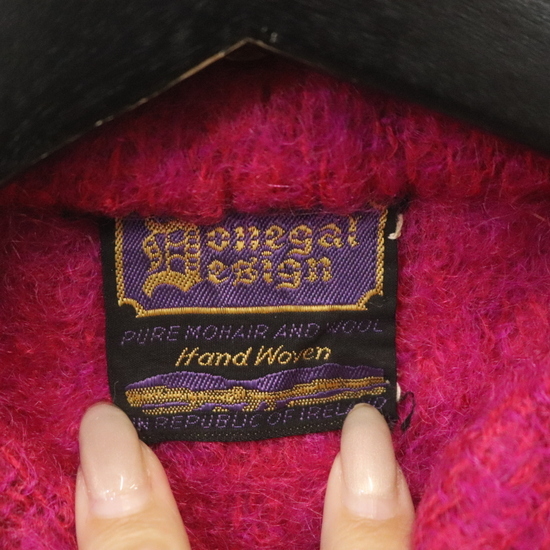 Donegal
Design
PURE MOHAIR AND WOOL
Hand Woven
IN REPUBLIC OF IRELAND